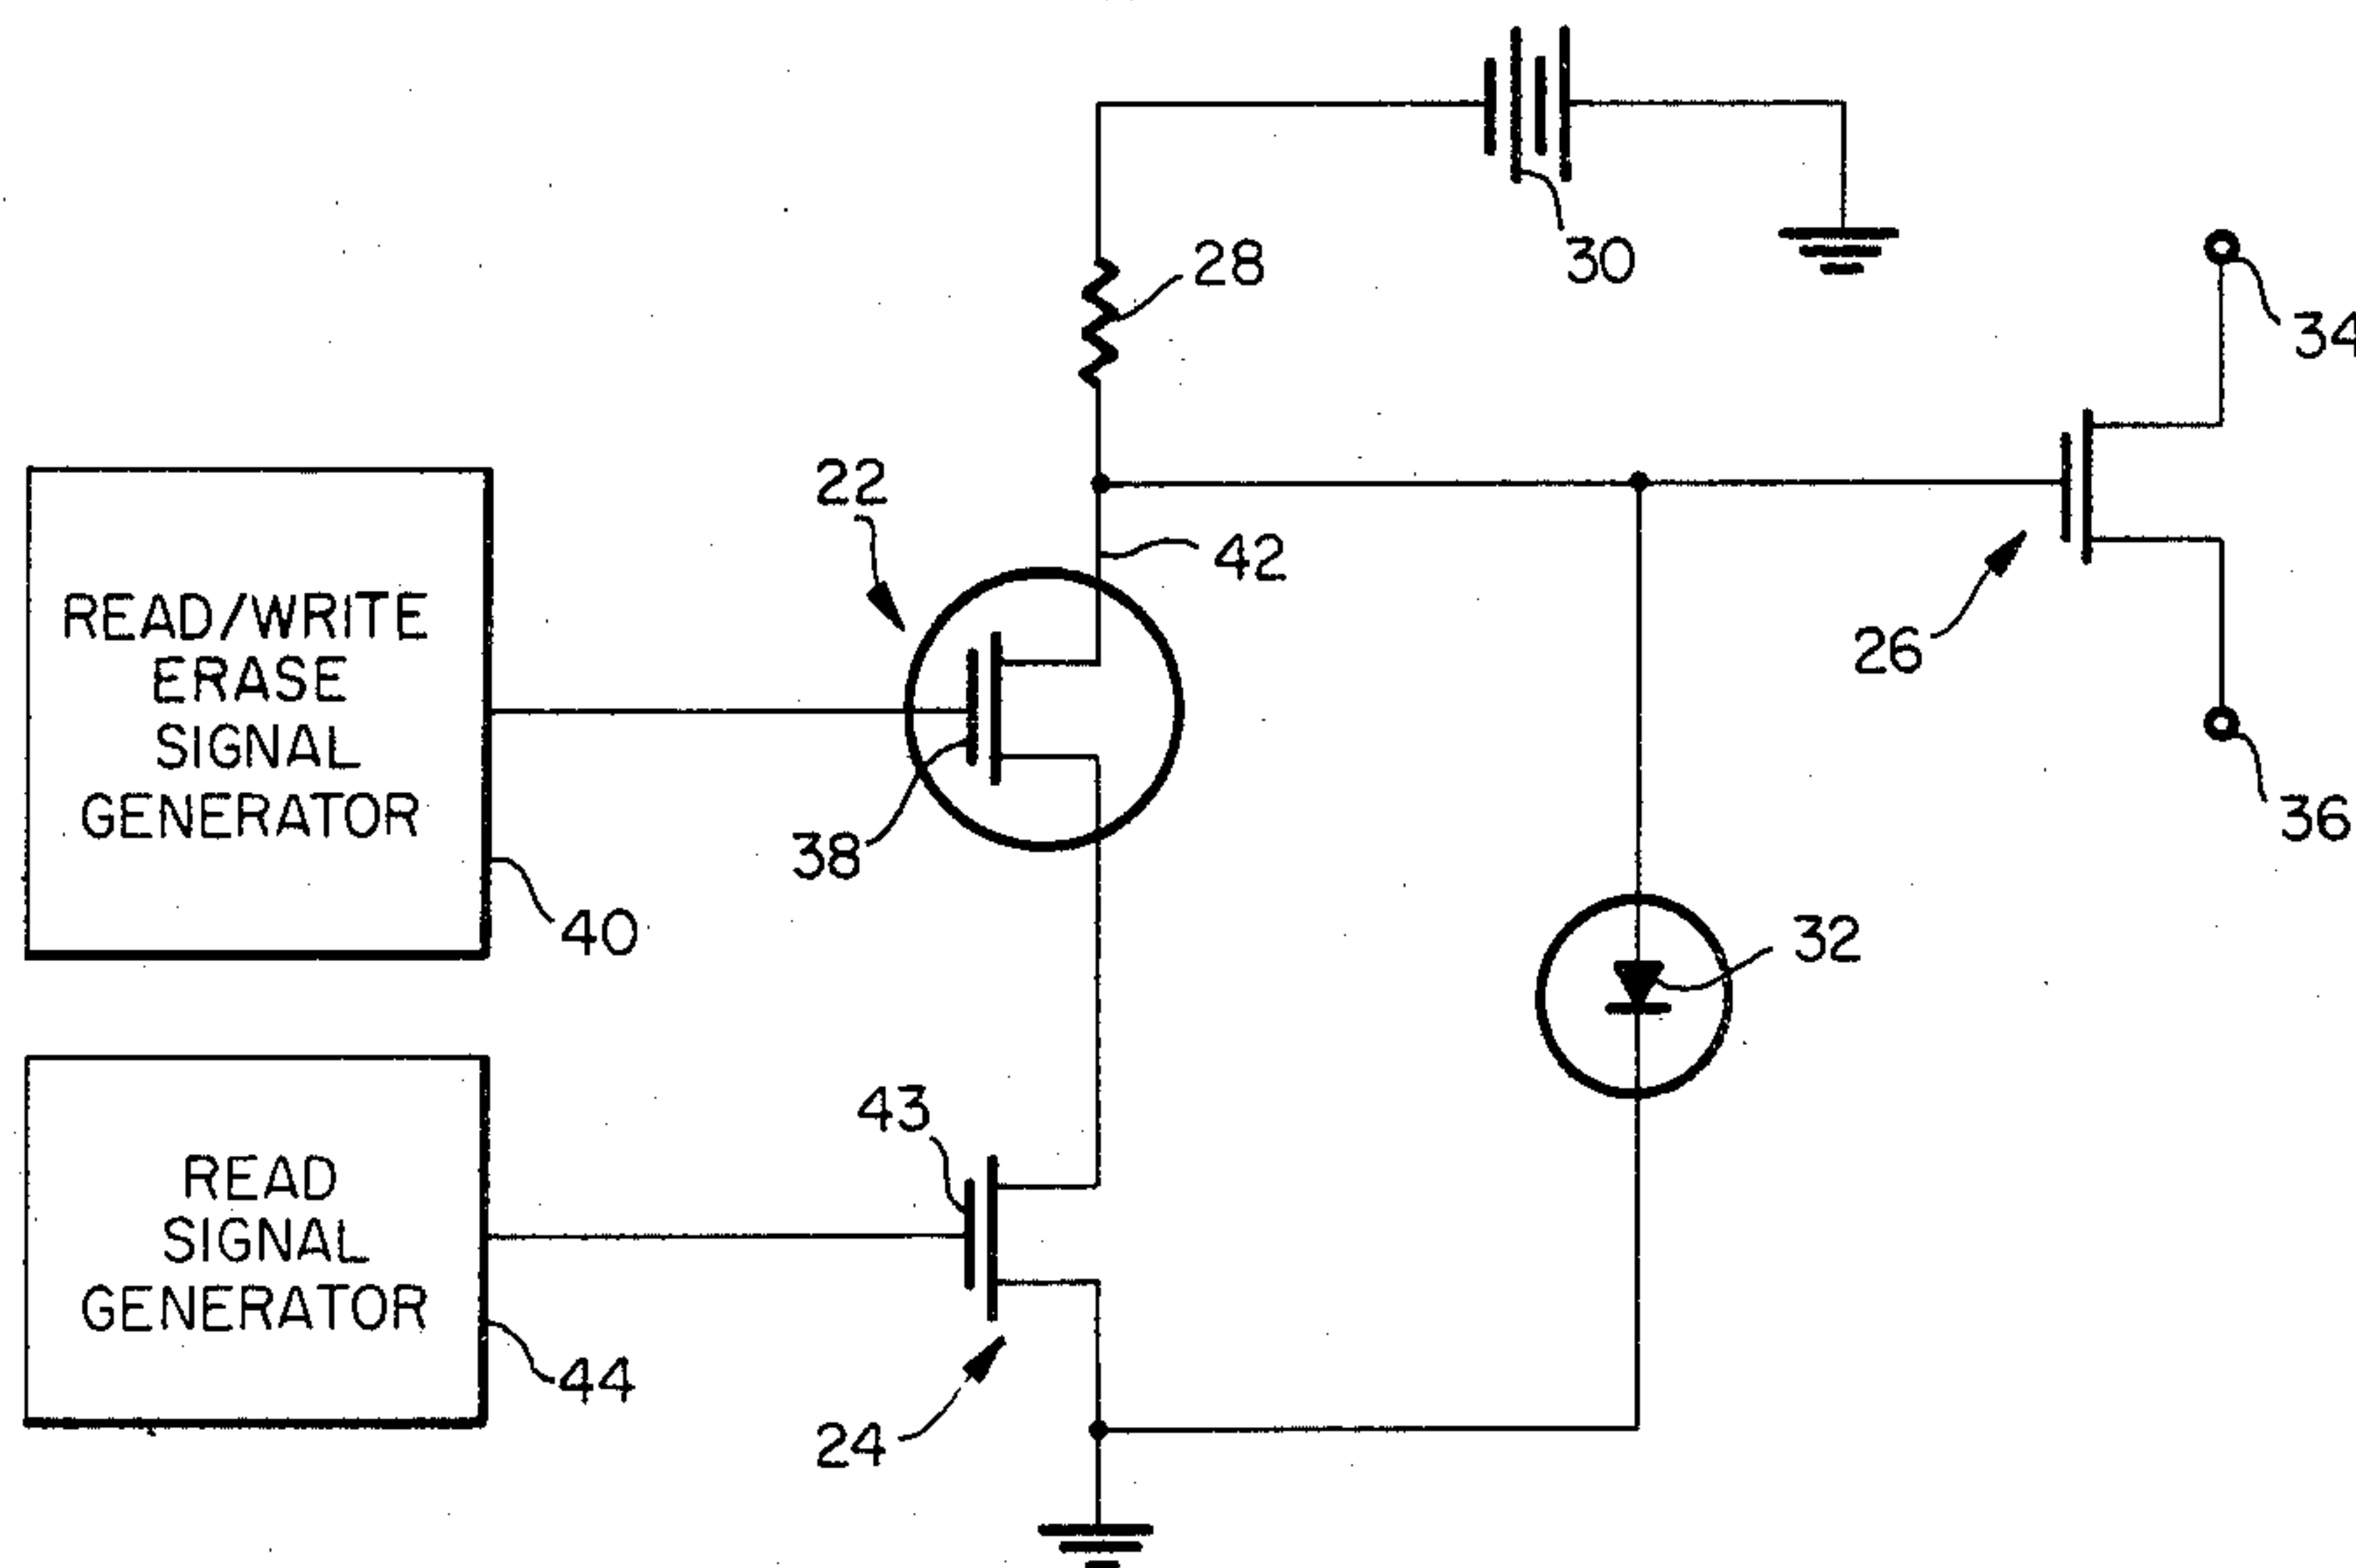 30
28
34
22
42
READ/WRITE
ERASE
SIGNAL
GENERATOR
26
38
36
40
32
43
READ
SIGNAL
GENERATOR
44
24